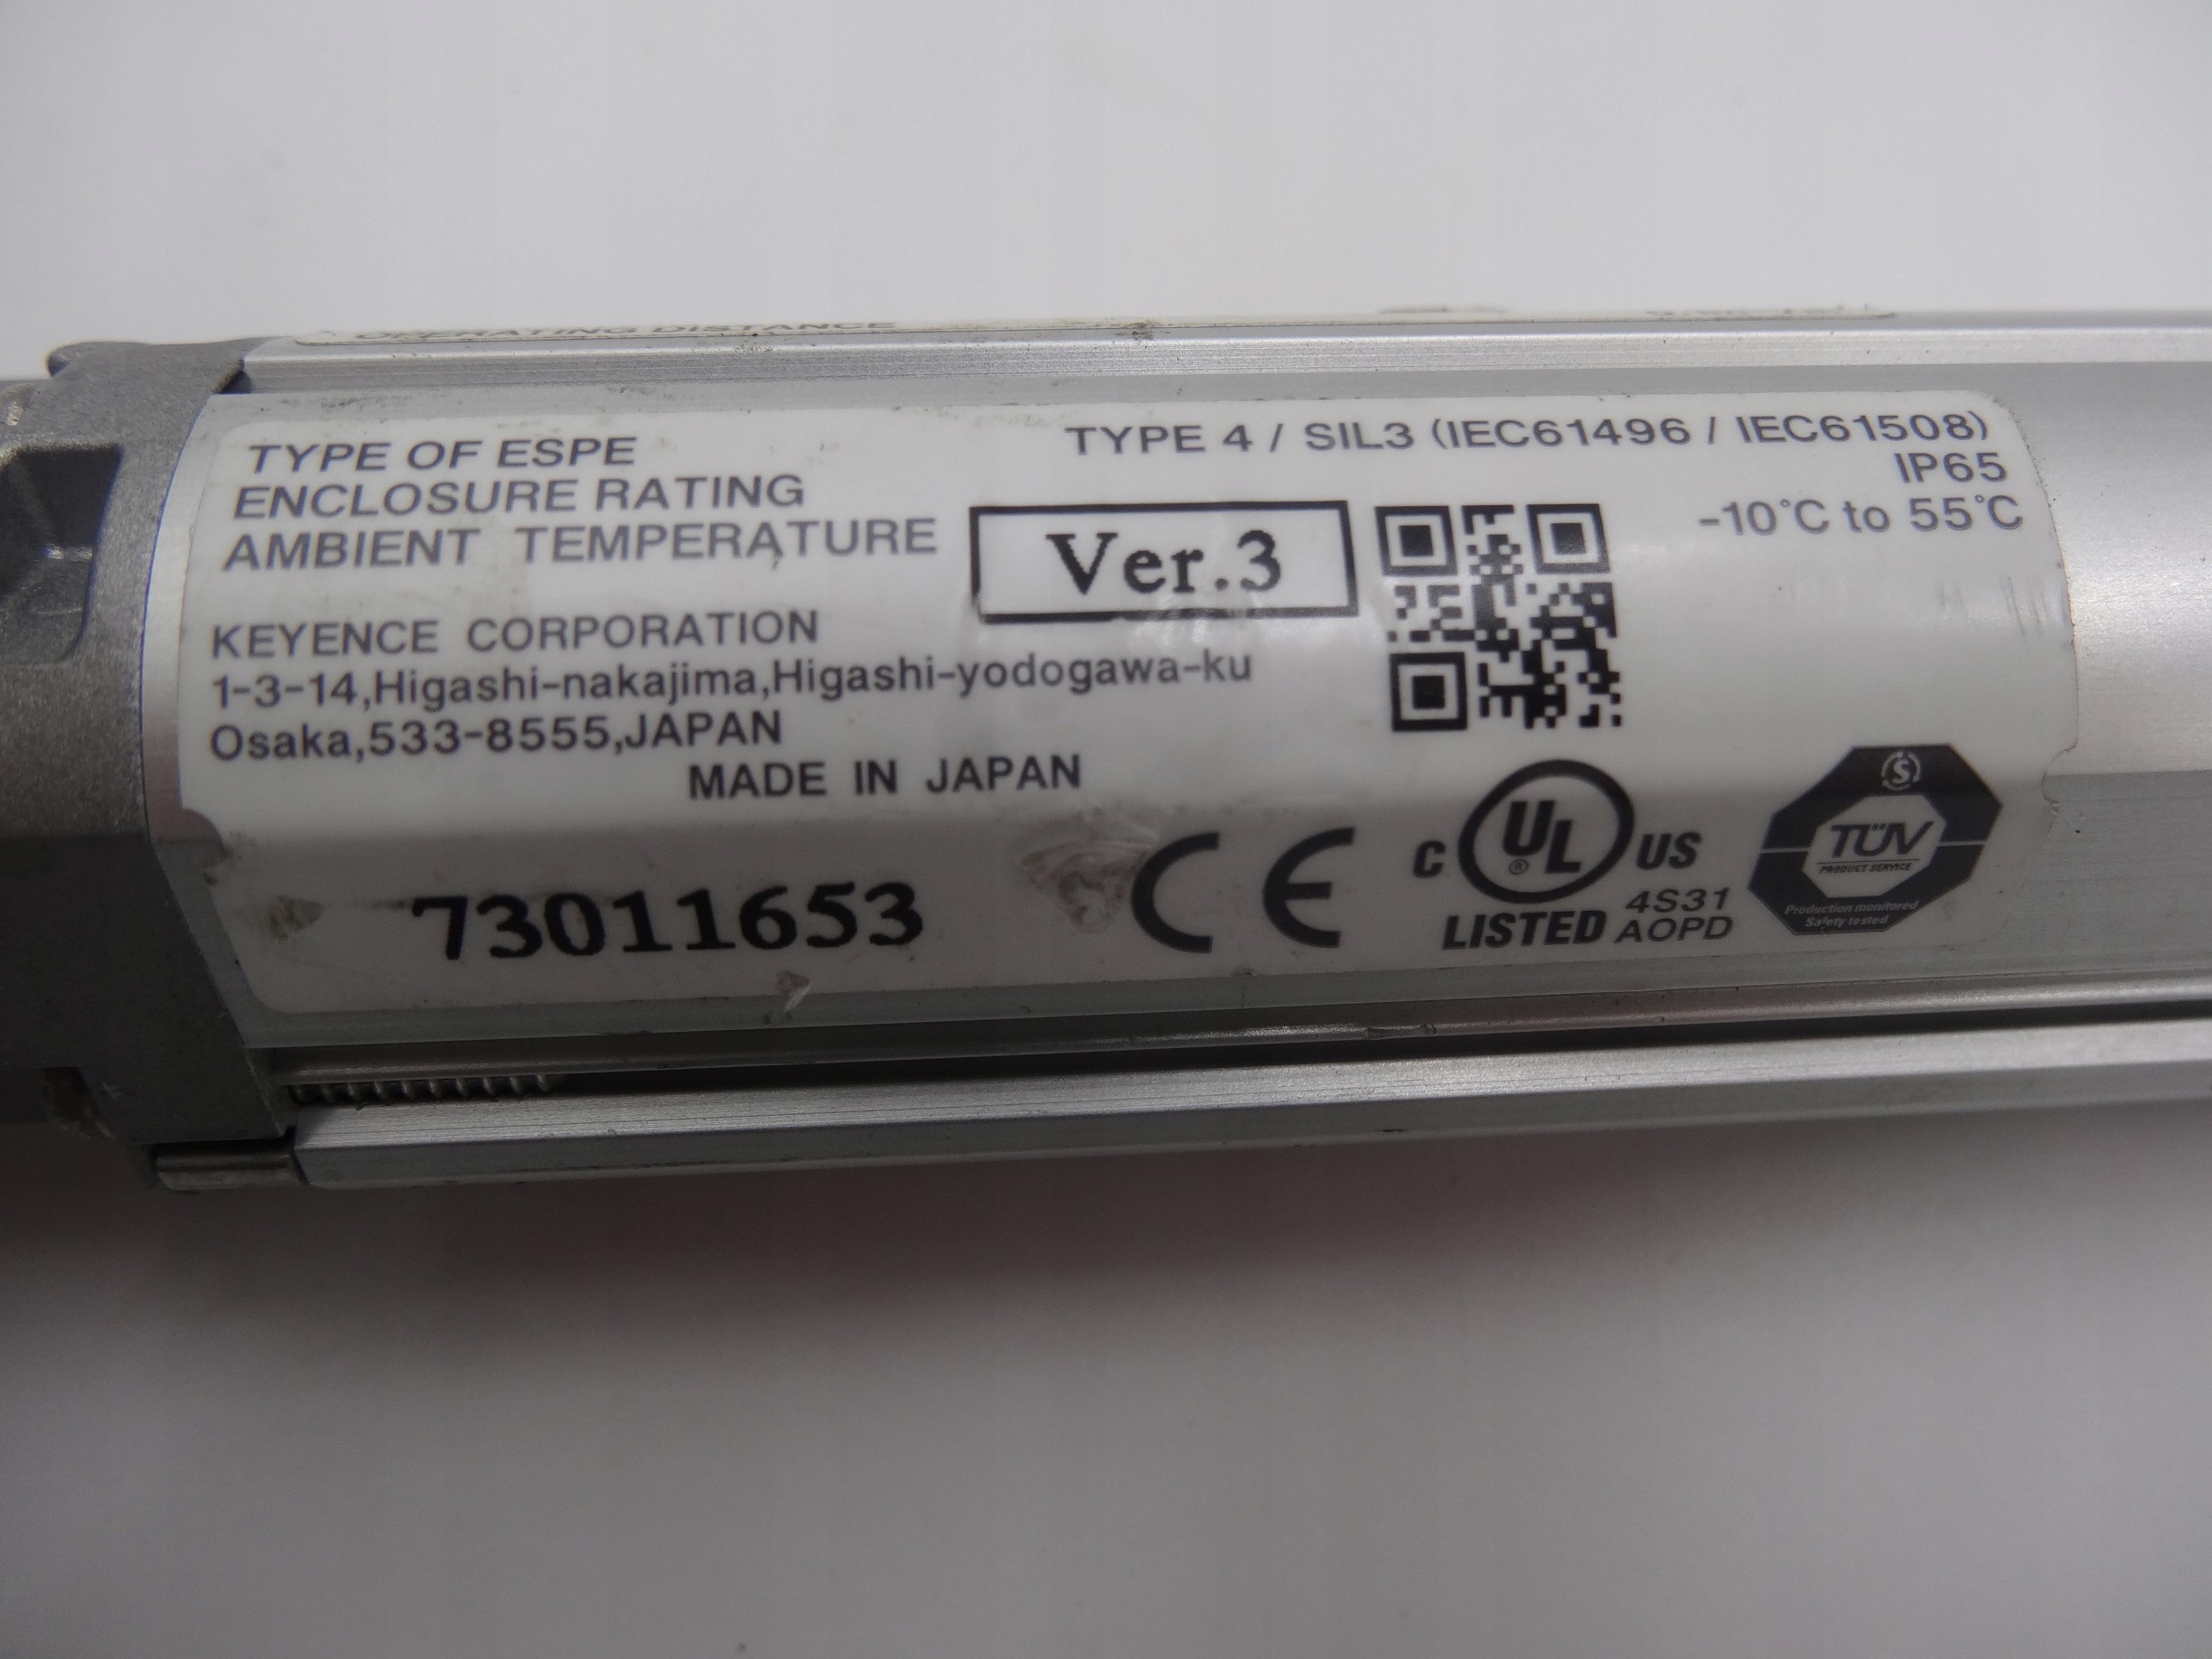 OPERATING DISTANCE
TYPE OF ESPE TYPE 4 / SIL3 (IEC61496 / IEC61508)
ENCLOSURE RATING IP65
AMBIENT TEMPERATURE -10°C to 55°C
Ver.3
KEYENCE CORPORATION
1-3-14,Higashi-nakajima,Higashi-yodogawa-ku
Osaka,533-8555,JAPAN
MADE IN JAPAN
73011653
CE
C UL ® US
LISTED 4S31
AOPD
S
TÜV
PRODUCT SERVICE
Production monitored
Safety tested